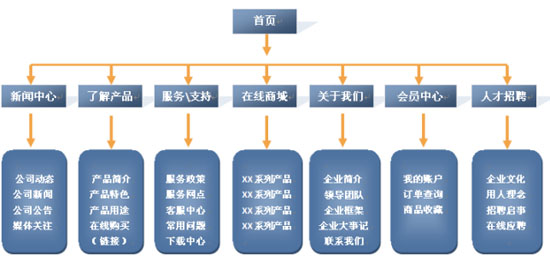 首页
新闻中心
了解产品
服务\支持
在线商城
关于我们
会员中心
人才招聘
公司动态
公司新闻
公司公告
媒体关注
产品简介
产品特色
产品用途
在线购买
（链接）
服务政策
服务网点
客服中心
常用问题
下载中心
XX系列产品
XX系列产品
XX系列产品
XX系列产品
企业简介
领导团队
企业框架
企业大事记
联系我们
我的账户
订单查询
商品收藏
企业文化
用人理念
招聘启事
在线应聘